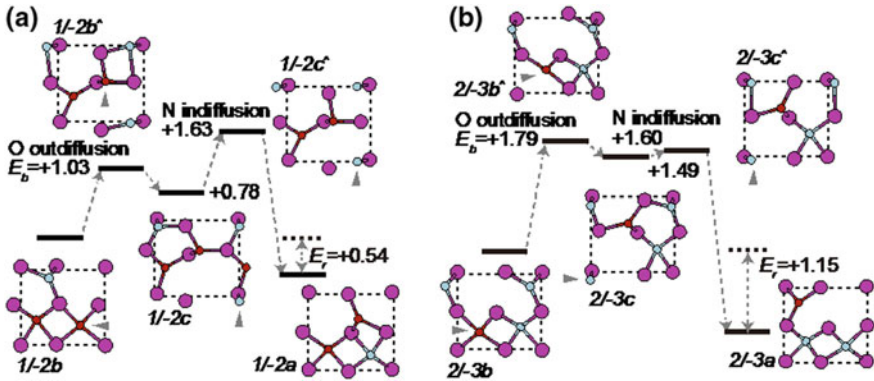 (a)
1/-2b^
1/-2c^
N indiffusion
+1.63
O outdiffusion
E_b=+1.03
+0.78
E_r=+0.54
1/-2b
1/-2c
1/-2a
(b)
2/-3b^
2/-3c^
O outdiffusion
E_b=+1.79
N indiffusion
+1.60
+1.49
E_r=+1.15
2/-3b
2/-3c
2/-3a